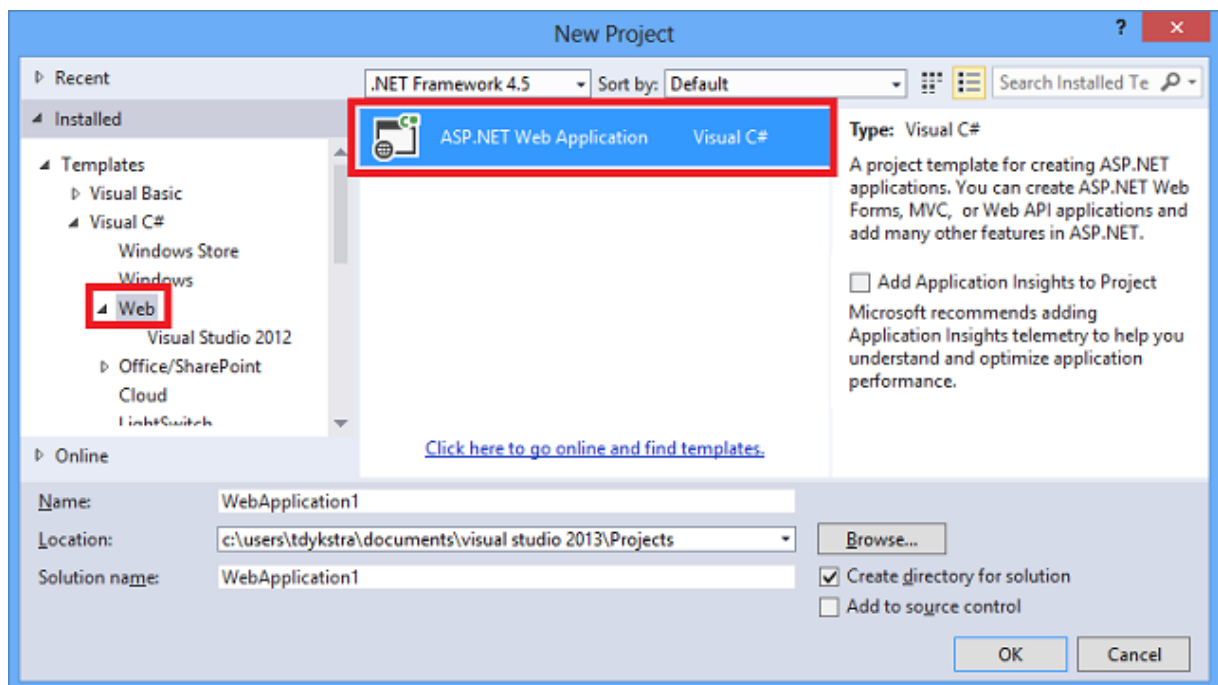 New Project
?
Recent
.NET Framework 4.5
Sort by: Default
Search Installed Te
Installed
Templates
Visual Basic
Visual C#
Windows Store
Windows
Web
Visual Studio 2012
Office/SharePoint
Cloud
LightSwitch
Online
ASP.NET Web Application Visual C#
Click here to go online and find templates.
Type: Visual C#
A project template for creating ASP.NET
applications. You can create ASP.NET Web
Forms, MVC, or Web API applications and
add many other features in ASP.NET.
Add Application Insights to Project
Microsoft recommends adding
Application Insights telemetry to help you
understand and optimize application
performance.
Name: WebApplication1
Location: c:\users\tdykstra\documents\visual studio 2013\Projects
Browse...
Solution name: WebApplication1
Create directory for solution
Add to source control
OK Cancel